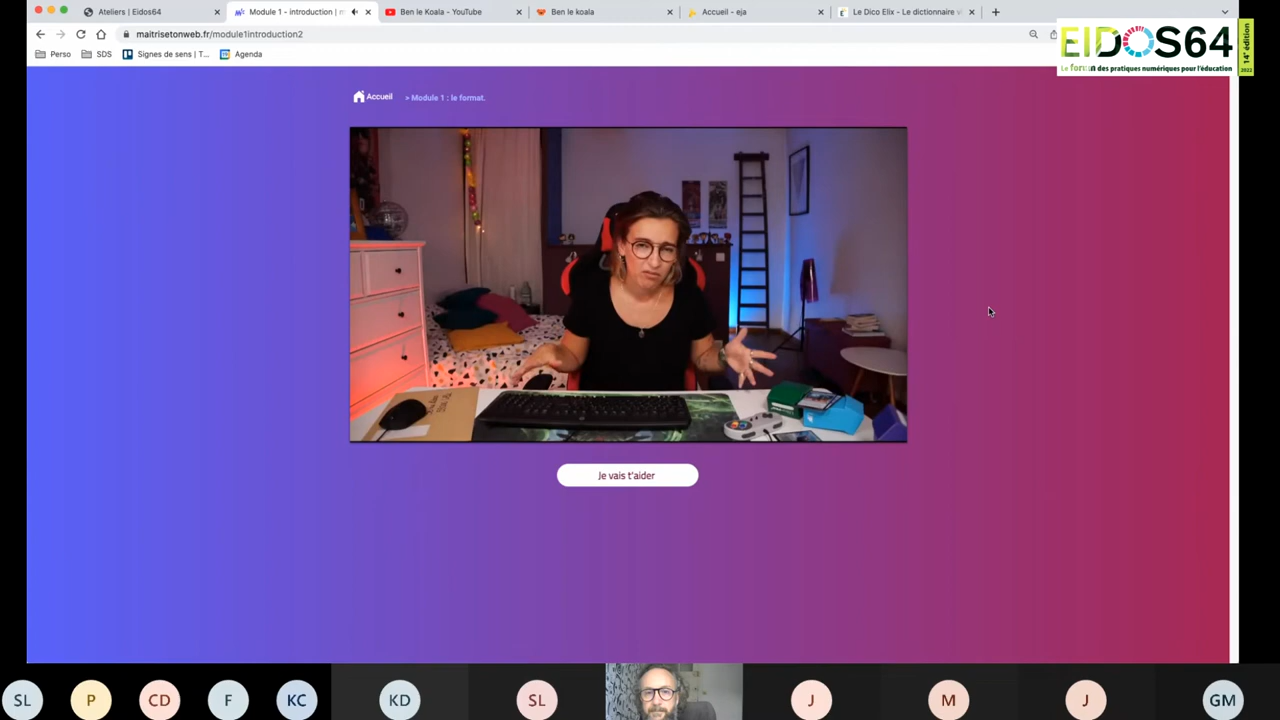 Ateliers | Eidos64
Module 1 - introduction | m
Ben le Koala - YouTube
Ben le koala
Accueil - eja
Le Dico Elix - Le dictionnaire
maitrisetonweb.fr/module1introduction2
Perso
SDS
Signes de sens | T...
Agenda
EIDOS64
Le forum des pratiques numériques pour l'éducation
14e édition
2022
Accueil
> Module 1 : le format.
Je vais t'aider
SL
P
CD
F
KC
KD
SL
J
M
J
GM